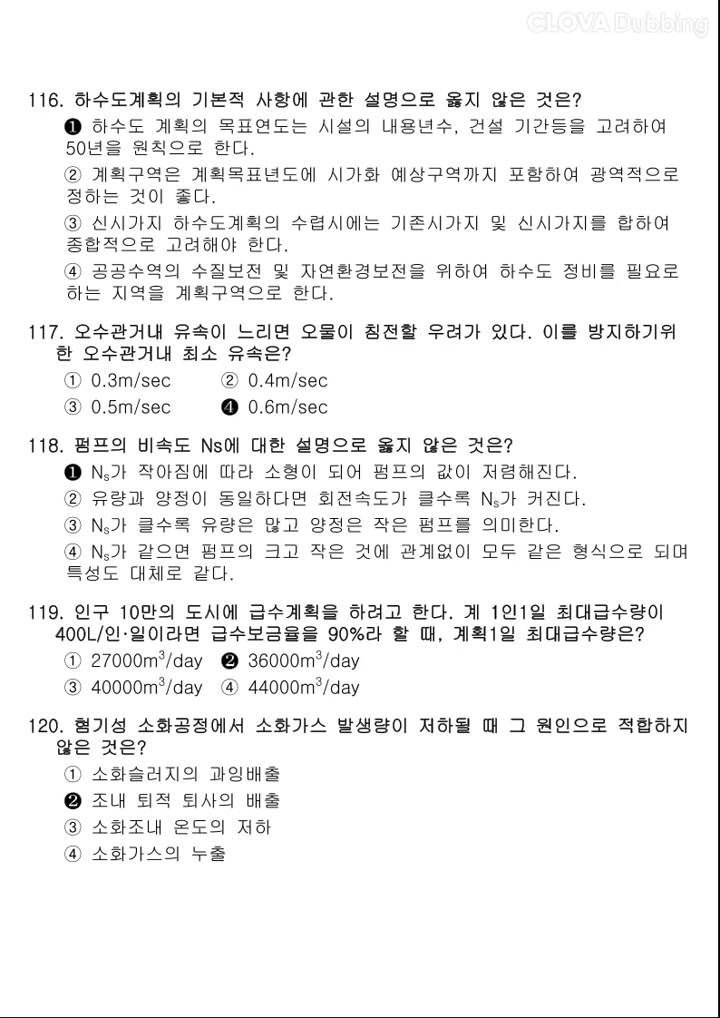 CLOVA Dubbing
116. 하수도계획의 기본적 사항에 관한 설명으로 옳지 않은 것은?
❶ 하수도 계획의 목표연도는 시설의 내용년수, 건설 기간등을 고려하여
50년을 원칙으로 한다.
② 계획구역은 계획목표년도에 시가화 예상구역까지 포함하여 광역적으로
정하는 것이 좋다.
③ 신시가지 하수도계획의 수렵시에는 기존시가지 및 신시가지를 합하여
종합적으로 고려해야 한다.
④ 공공수역의 수질보전 및 자연환경보전을 위하여 하수도 정비를 필요로
하는 지역을 계획구역으로 한다.
117. 오수관거내 유속이 느리면 오물이 침전할 우려가 있다. 이를 방지하기위
한 오수관거내 최소 유속은?
① 0.3m/sec ② 0.4m/sec
③ 0.5m/sec ❹ 0.6m/sec
118. 펌프의 비속도 Ns에 대한 설명으로 옳지 않은 것은?
❶ Nₛ가 작아짐에 따라 소형이 되어 펌프의 값이 저렴해진다.
② 유량과 양정이 동일하다면 회전속도가 클수록 Nₛ가 커진다.
③ Nₛ가 클수록 유량은 많고 양정은 작은 펌프를 의미한다.
④ Nₛ가 같으면 펌프의 크고 작은 것에 관계없이 모두 같은 형식으로 되며
특성도 대체로 같다.
119. 인구 10만의 도시에 급수계획을 하려고 한다. 계 1인1일 최대급수량이
400L/인·일이라면 급수보금율을 90%라 할 때, 계획1일 최대급수량은?
① 27000m³/day ❷ 36000m³/day
③ 40000m³/day ④ 44000m³/day
120. 혐기성 소화공정에서 소화가스 발생량이 저하될 때 그 원인으로 적합하지
않은 것은?
① 소화슬러지의 과잉배출
❷ 조내 퇴적 퇴사의 배출
③ 소화조내 온도의 저하
④ 소화가스의 누출